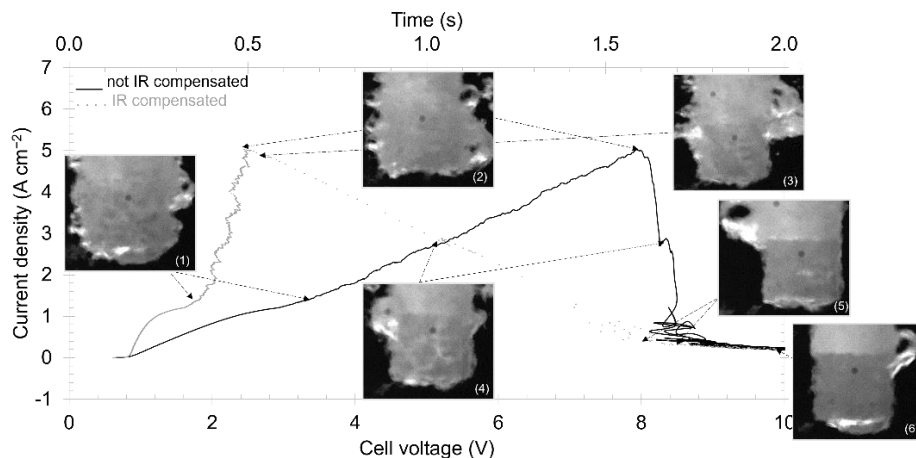 Time (s)
0.0 0.5 1.0 1.5 2.0
7
6
5
4
3
2
1
0
-1
Current density (A cm⁻²)
not IR compensated
IR compensated
(1)
(2)
(3)
(4)
(5)
(6)
0 2 4 6 8 10
Cell voltage (V)